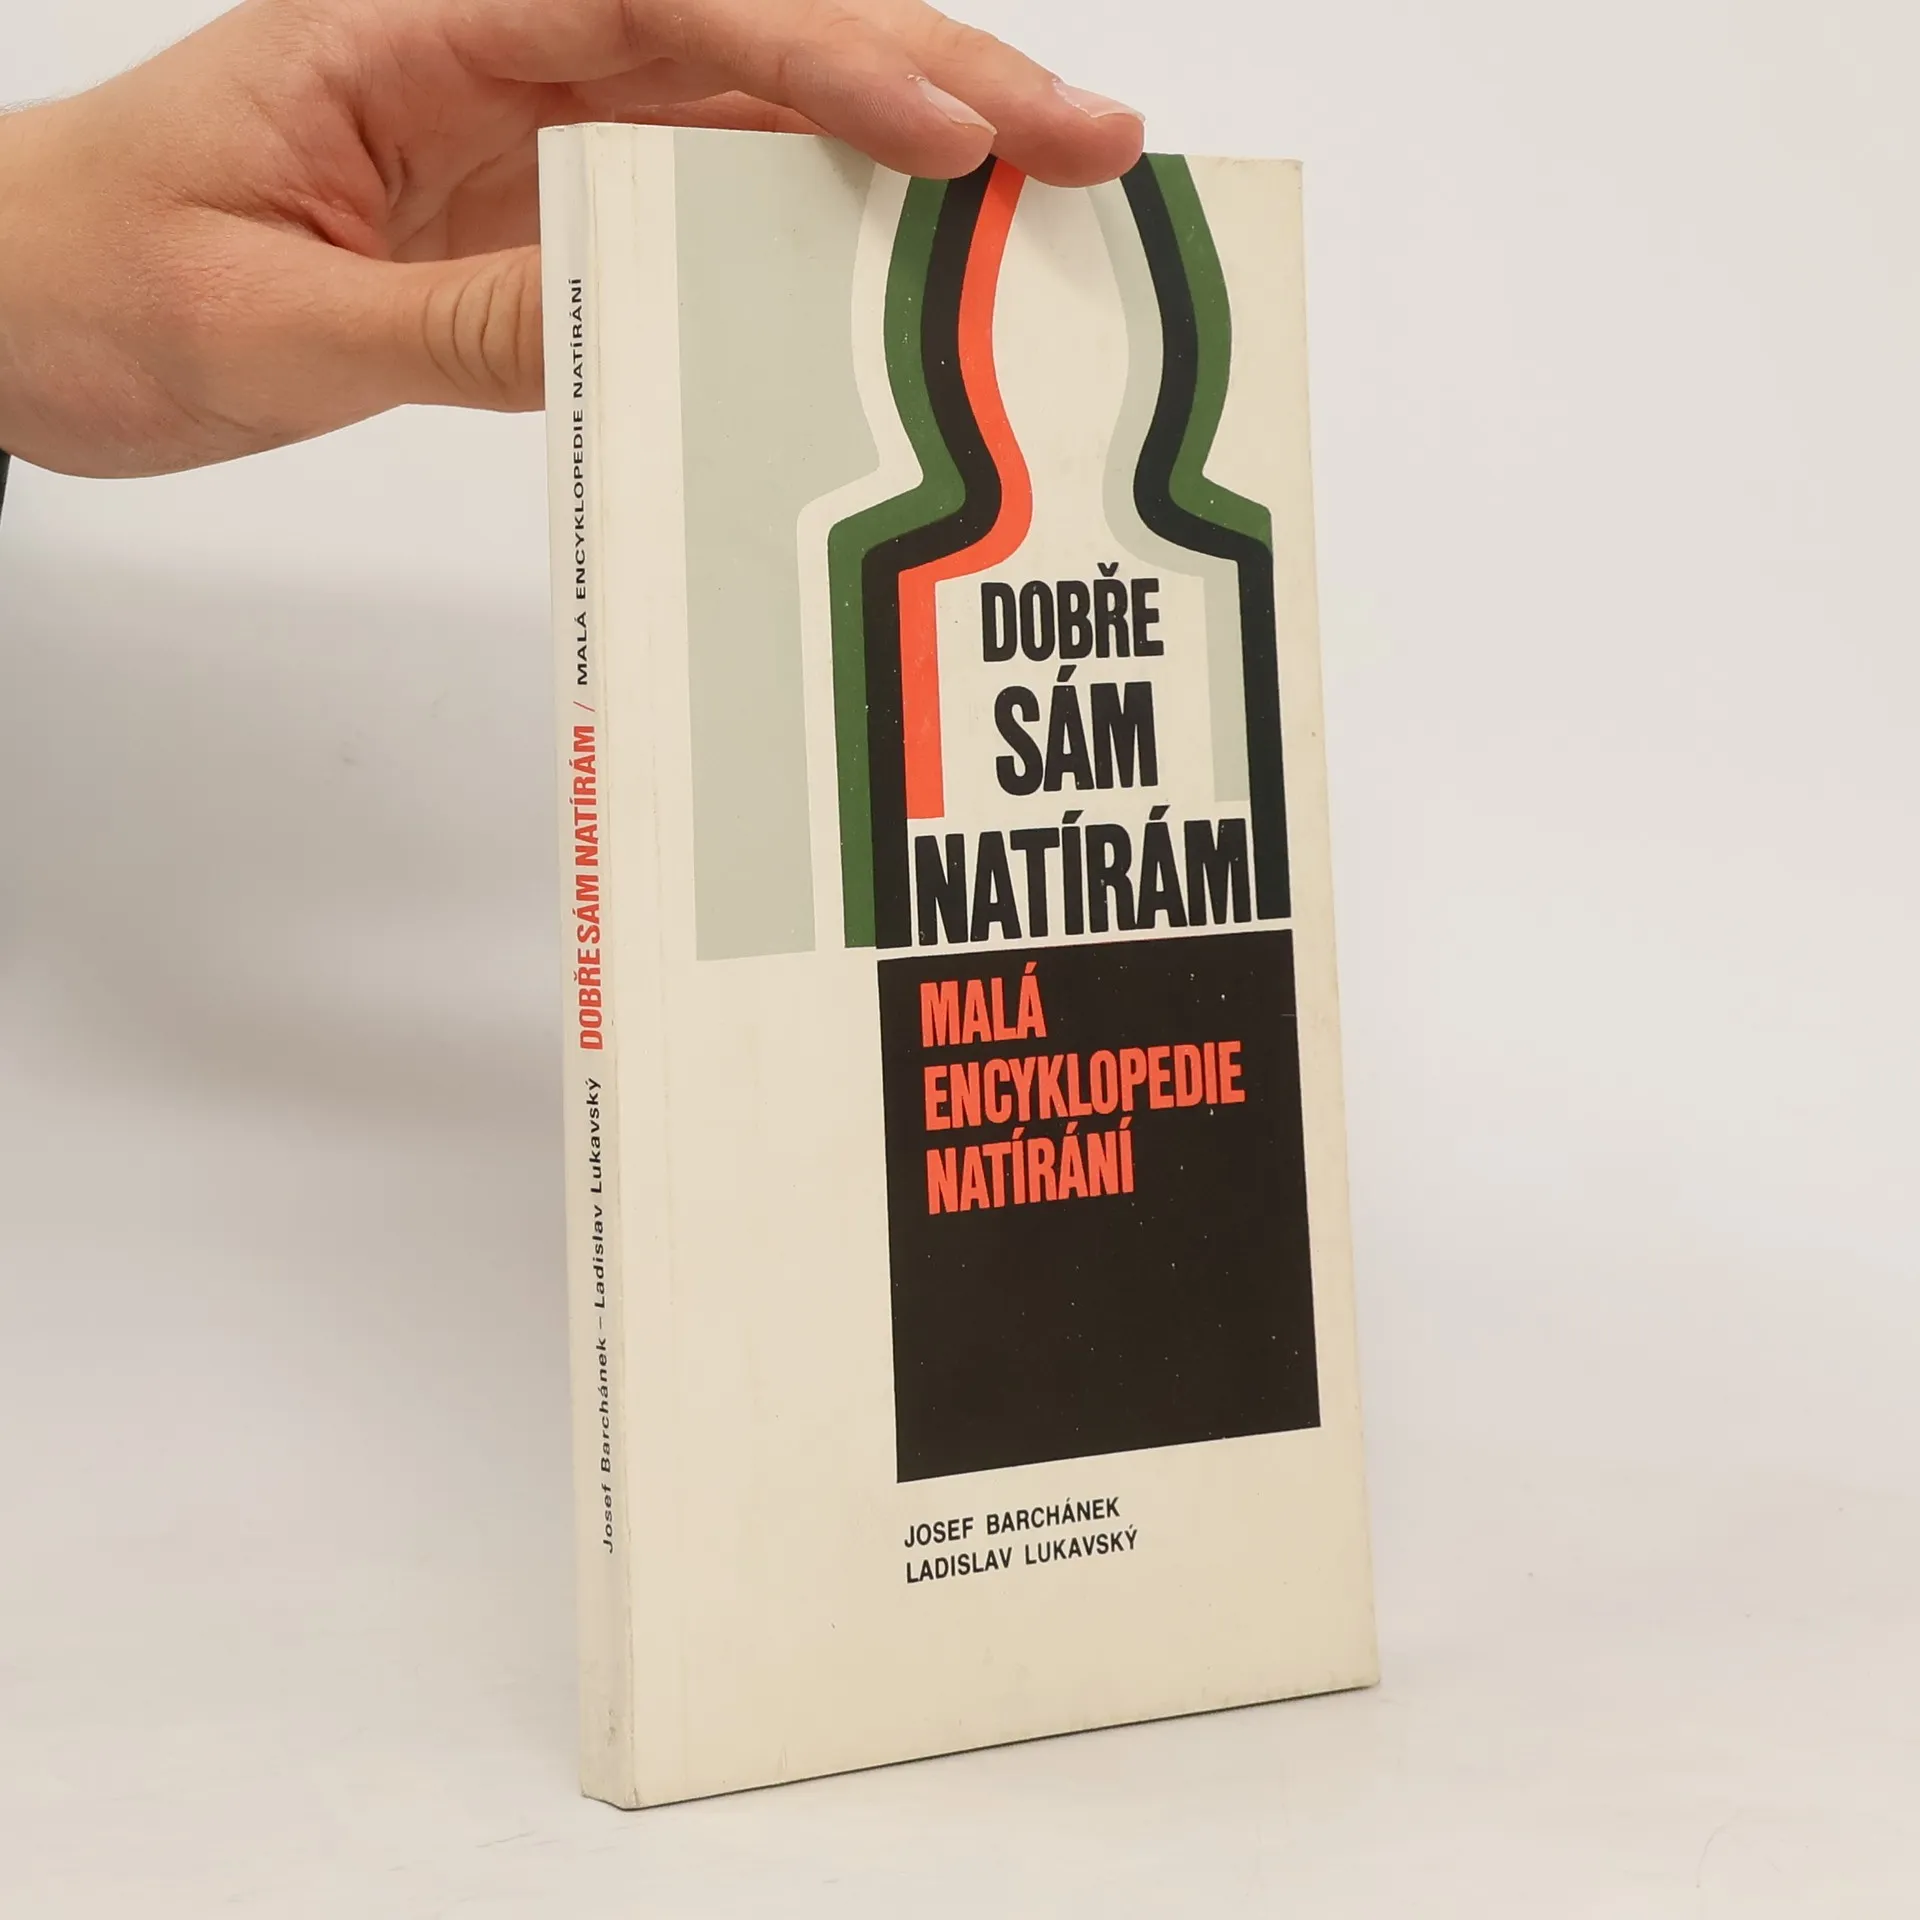 Josef Barchánek – Ladislav Lukavský DOBŘE SÁM NATÍRÁM / MALÁ ENCYKLOPEDIE NATÍRÁNÍ
DOBŘE
SÁM
NATÍRÁM
MALÁ
ENCYKLOPEDIE
NATÍRÁNÍ
JOSEF BARCHÁNEK
LADISLAV LUKAVSKÝ